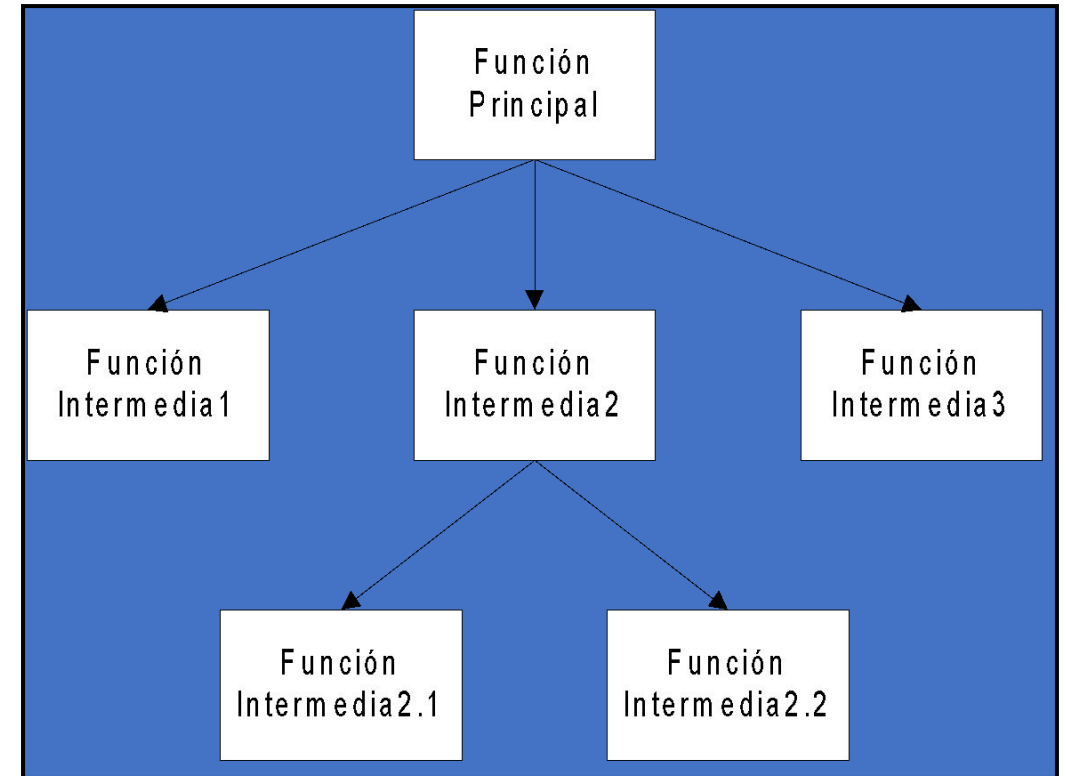 Función
Principal
Función
Intermedia1
Función
Intermedia2
Función
Intermedia3
Función
Intermedia2.1
Función
Intermedia2.2